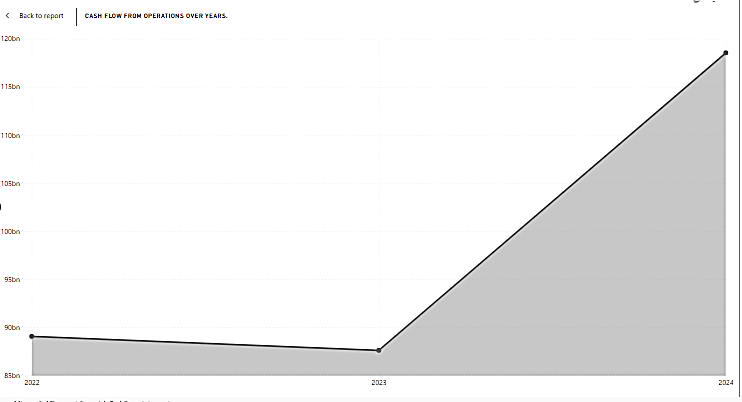 Back to report
CASH FLOW FROM OPERATIONS OVER YEARS.
120bn
115bn
110bn
105bn
100bn
95bn
90bn
85bn
2022
2023
2024